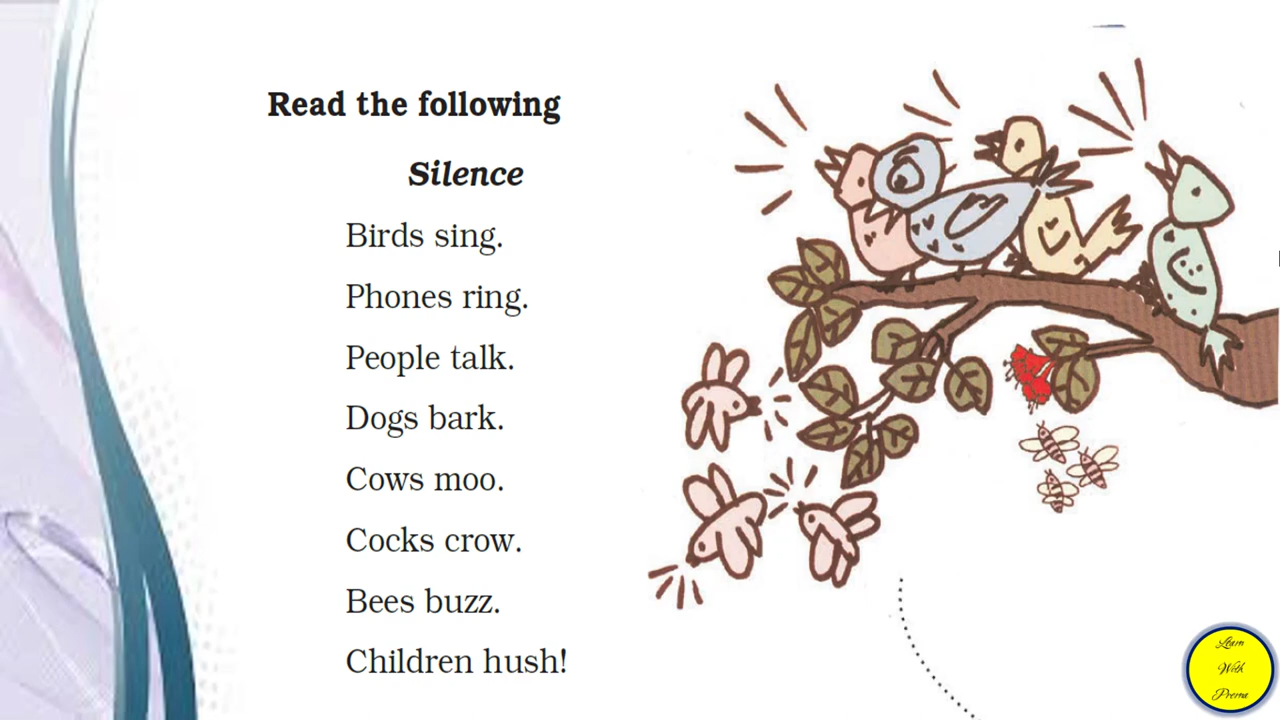 Read the following
Silence
Birds sing.
Phones ring.
People talk.
Dogs bark.
Cows moo.
Cocks crow.
Bees buzz.
Children hush!
Learn
With
Prema